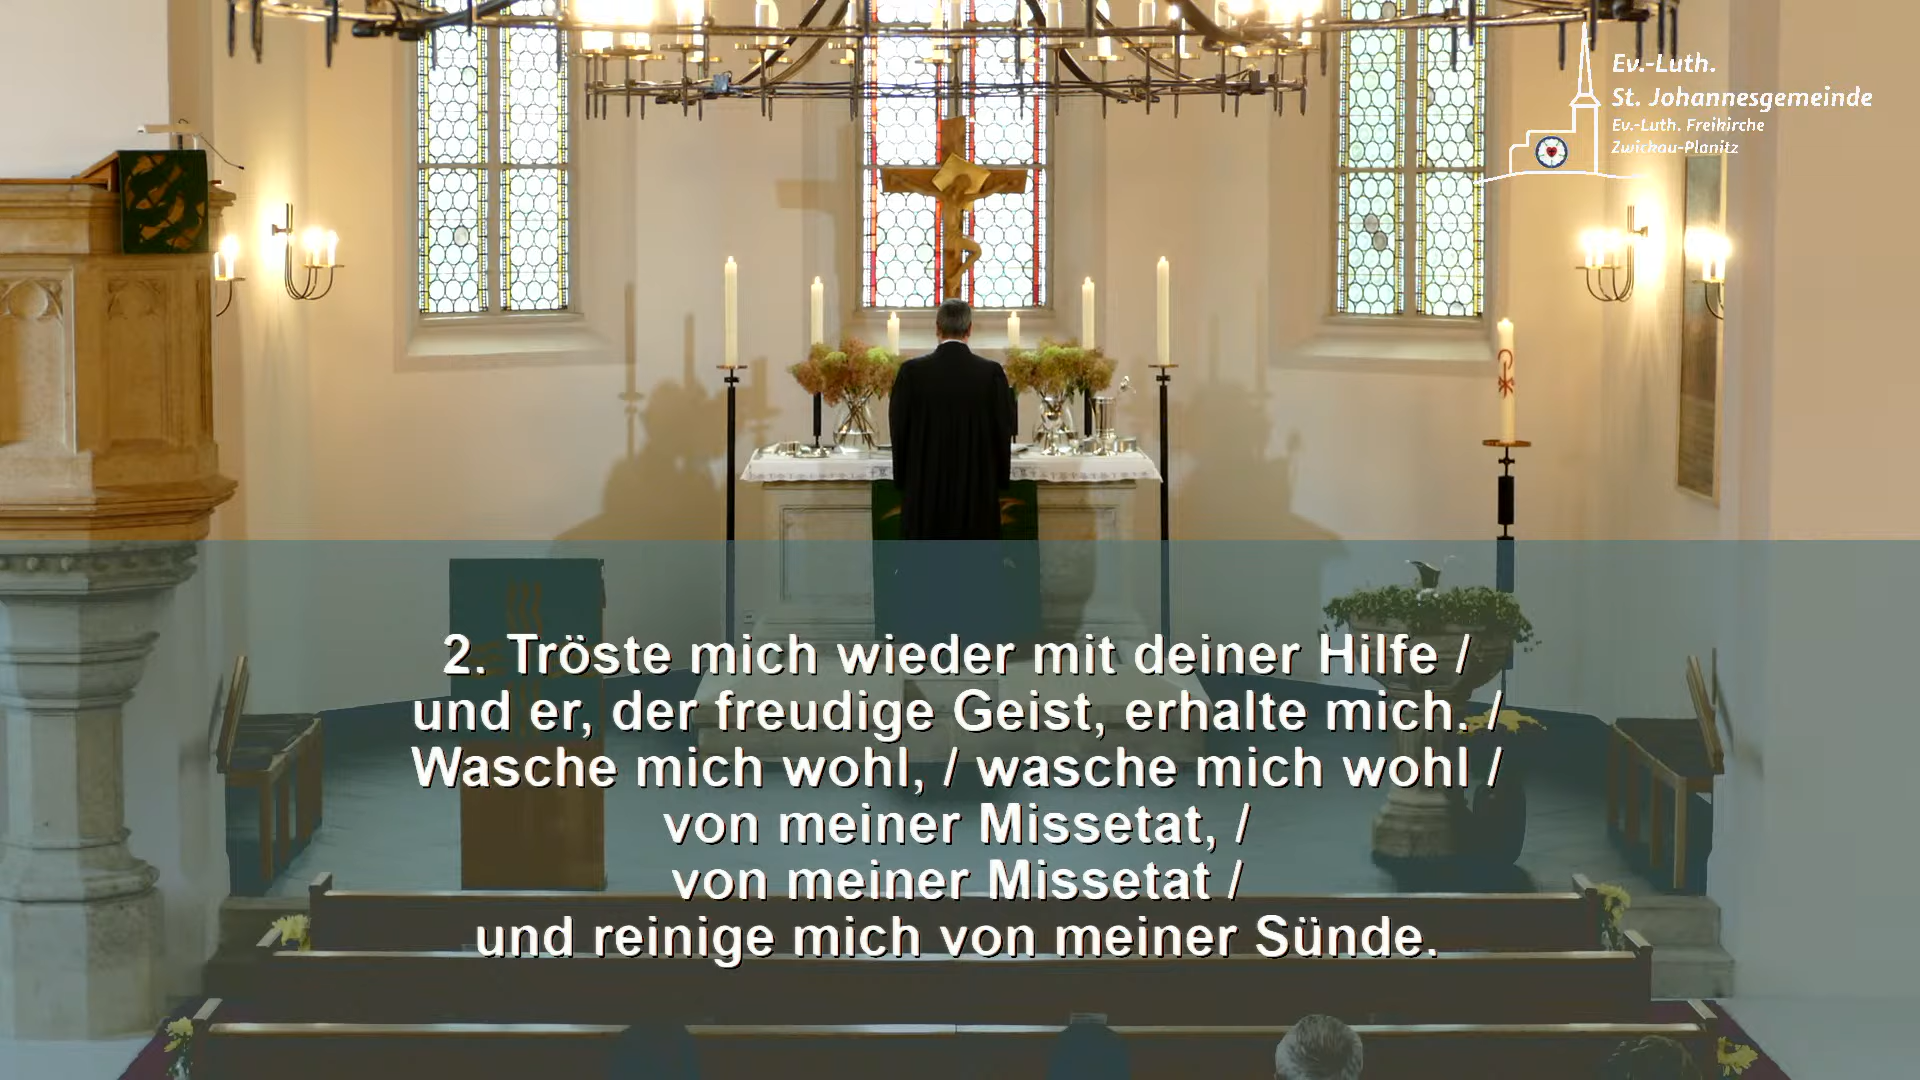 Ev.-Luth.
St. Johannesgemeinde
Ev.-Luth. Freikirche
Zwickau-Planitz
2. Tröste mich wieder mit deiner Hilfe /
und er, der freudige Geist, erhalte mich. /
Wasche mich wohl, / wasche mich wohl /
von meiner Missetat, /
von meiner Missetat /
und reinige mich von meiner Sünde.